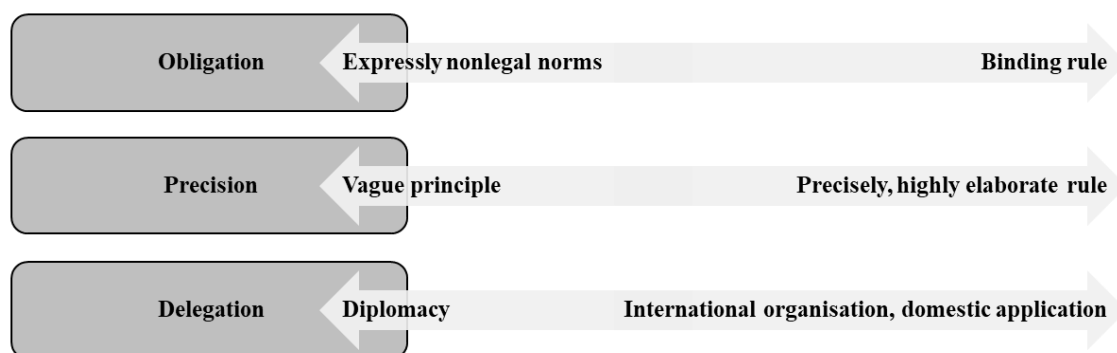 Obligation Expressly nonlegal norms Binding rule
Precision Vague principle Precisely, highly elaborate rule
Delegation Diplomacy International organisation, domestic application